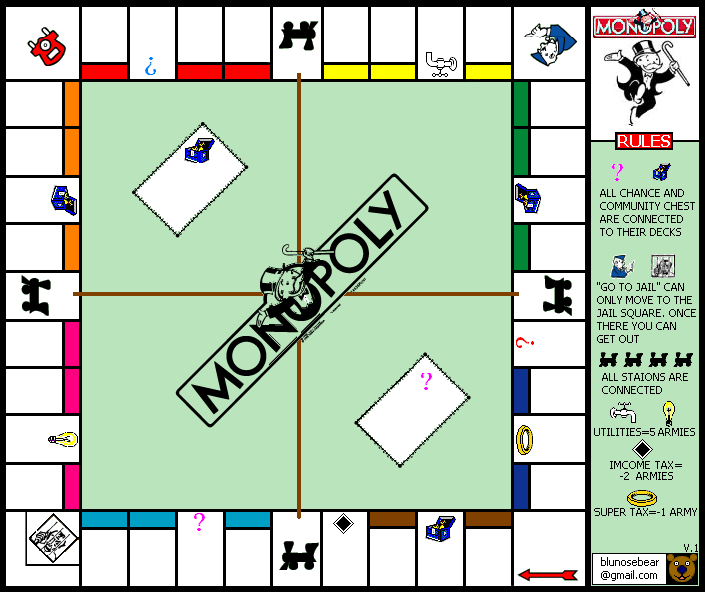 MONOPOLY
RULES
?
?
ALL CHANCE AND
COMMUNITY CHEST
ARE CONNECTED
TO THEIR DECKS
"GO TO JAIL" CAN
ONLY MOVE TO THE
JAIL SQUARE. ONCE
THERE YOU CAN
GET OUT
MONOPOLY
?
?
ALL STAIONS ARE
CONNECTED
UTILITIES=5 ARMIES
IMCOME TAX=
-2 ARMIES
SUPER TAX=-1 ARMY
?
V.1
blunosebear
@gmail.com